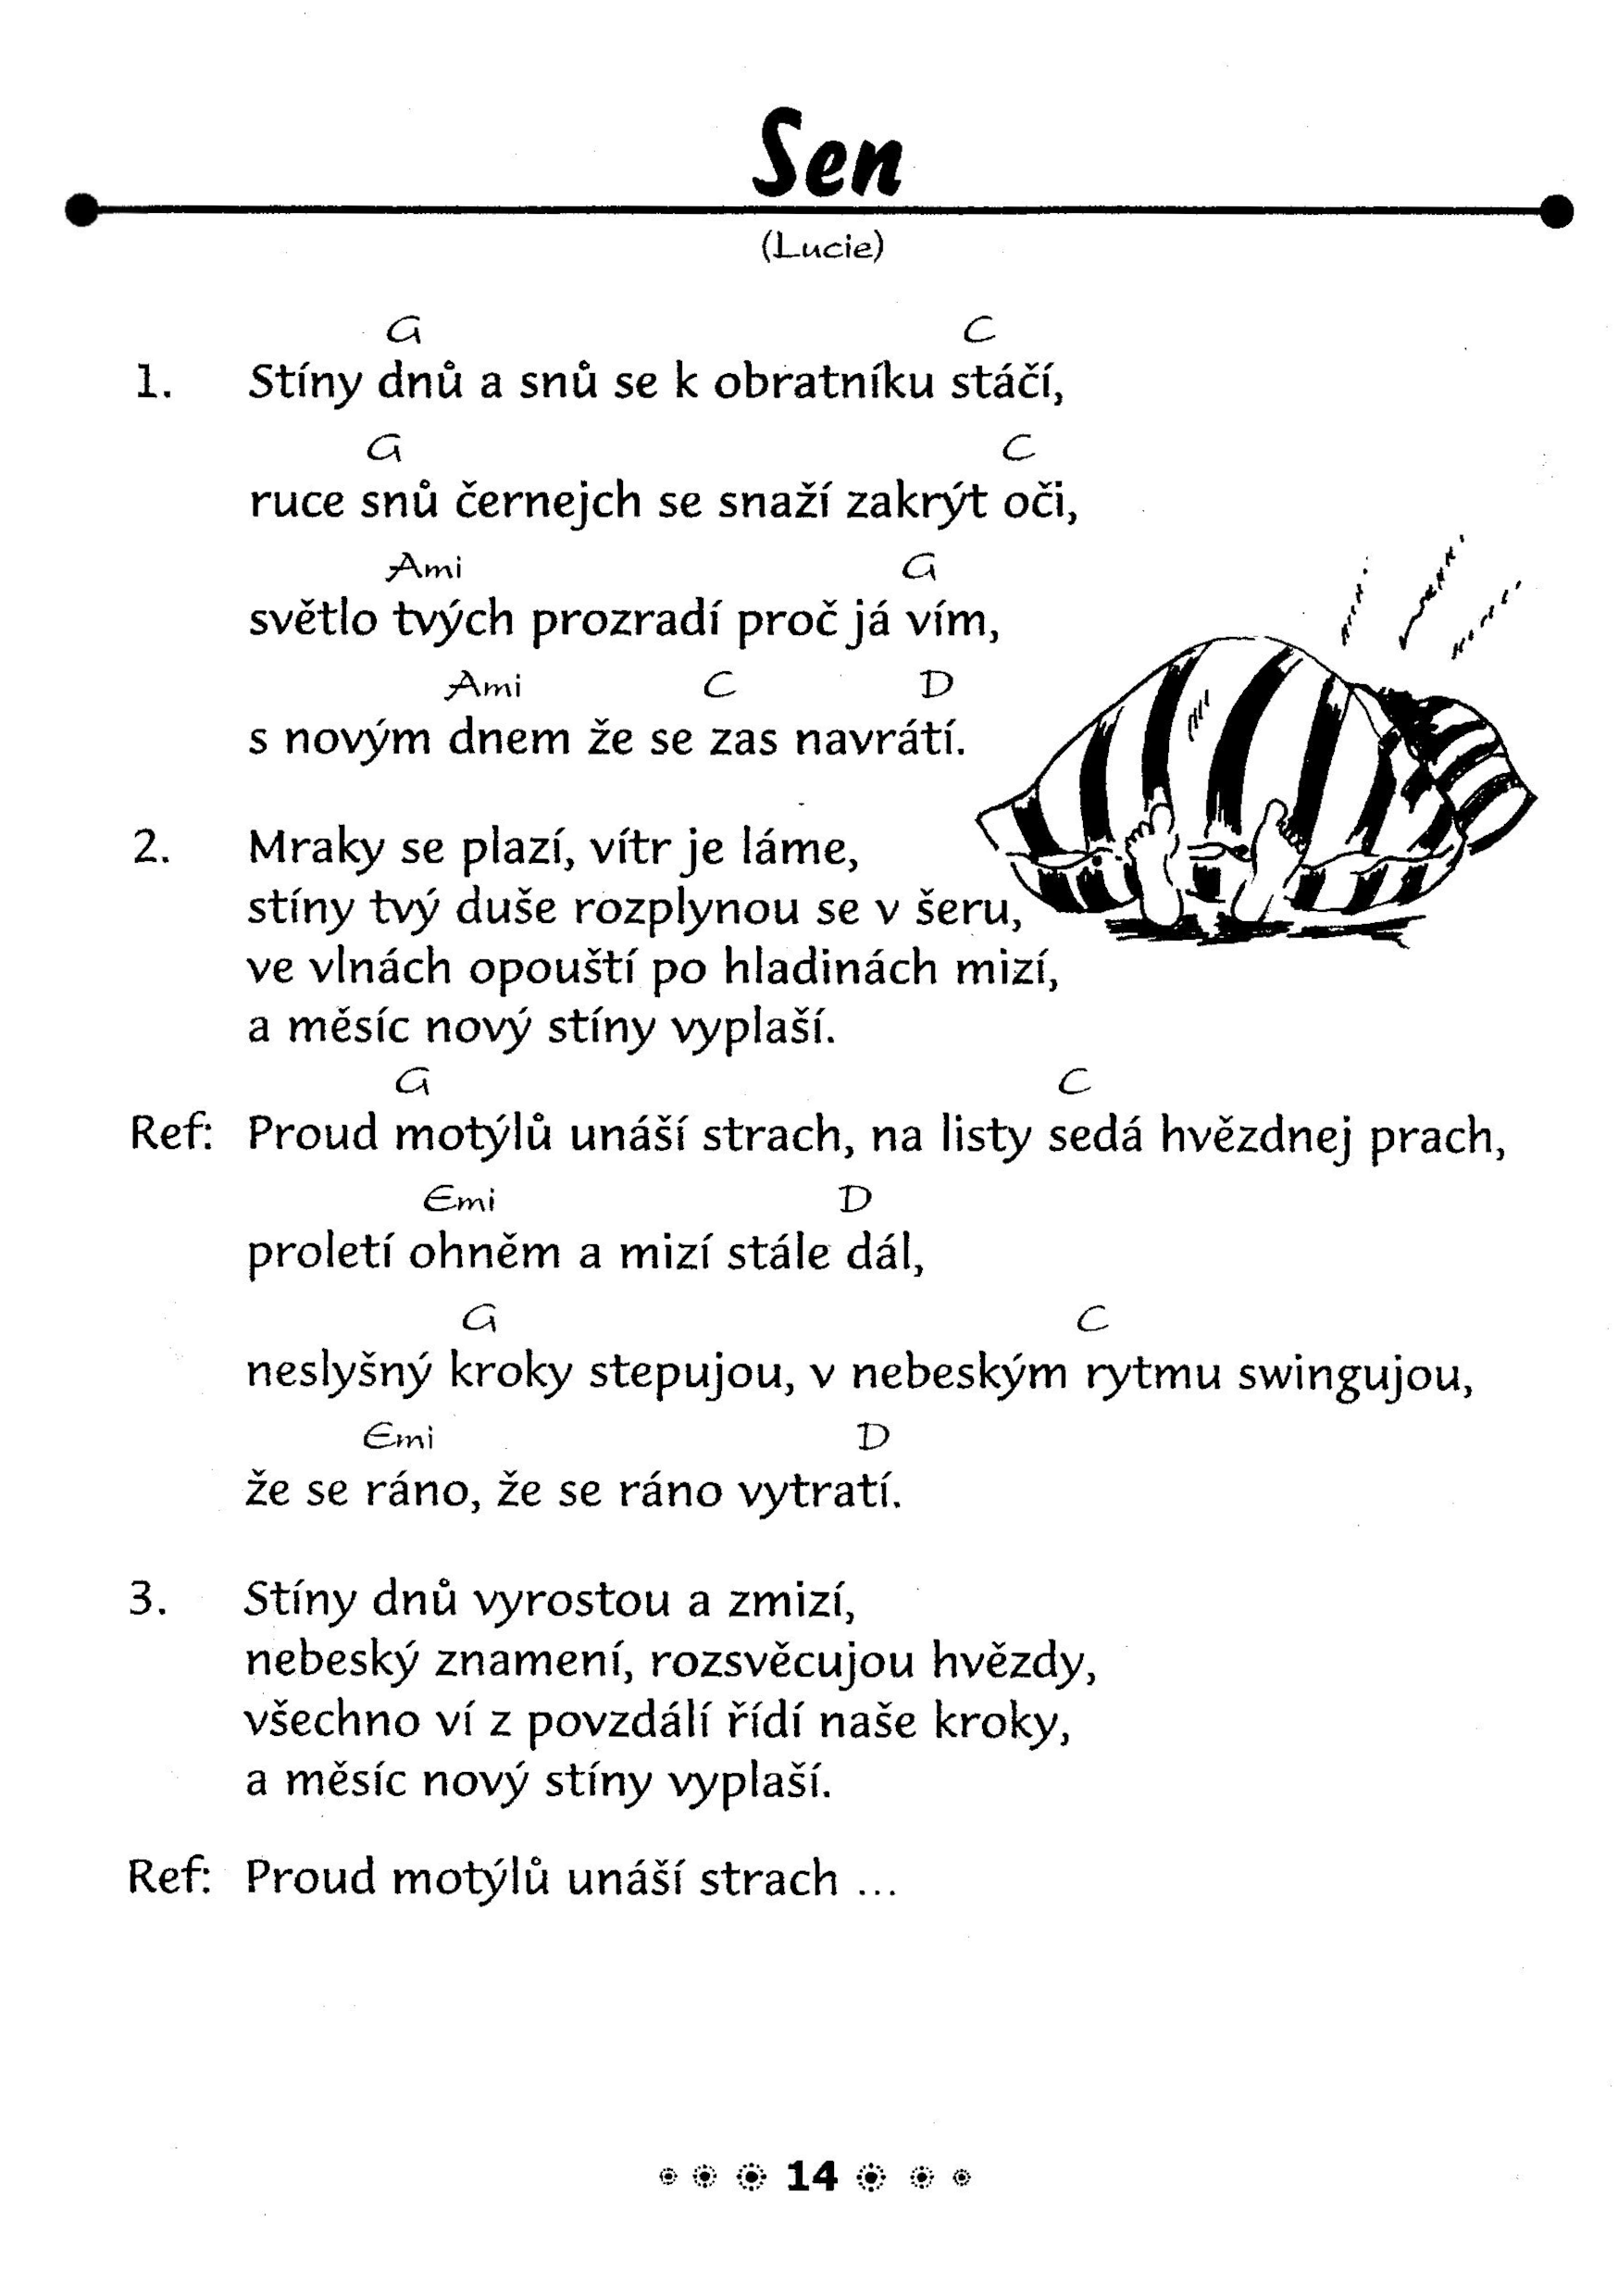 Sen
(Lucie)
G C
1. Stíny dnů a snů se k obratníku stáčí,
G C
ruce snů černejch se snaží zakrýt oči,
Ami G
světlo tvých prozradí proč já vím,
Ami C D
s novým dnem že se zas navrátí.
2. Mraky se plazí, vítr je láme,
stíny tvý duše rozplynou se v šeru,
ve vlnách opouští po hladinách mizí,
a měsíc nový stíny vyplaší.
G C
Ref: Proud motýlů unáší strach, na listy sedá hvězdnej prach,
Emi D
proletí ohněm a mizí stále dál,
G C
neslyšný kroky stepujou, v nebeským rytmu swingujou,
Emi D
že se ráno, že se ráno vytratí.
3. Stíny dnů vyrostou a zmizí,
nebeský znamení, rozsvěcujou hvězdy,
všechno ví z povzdálí řídí naše kroky,
a měsíc nový stíny vyplaší.
Ref: Proud motýlů unáší strach ...
14